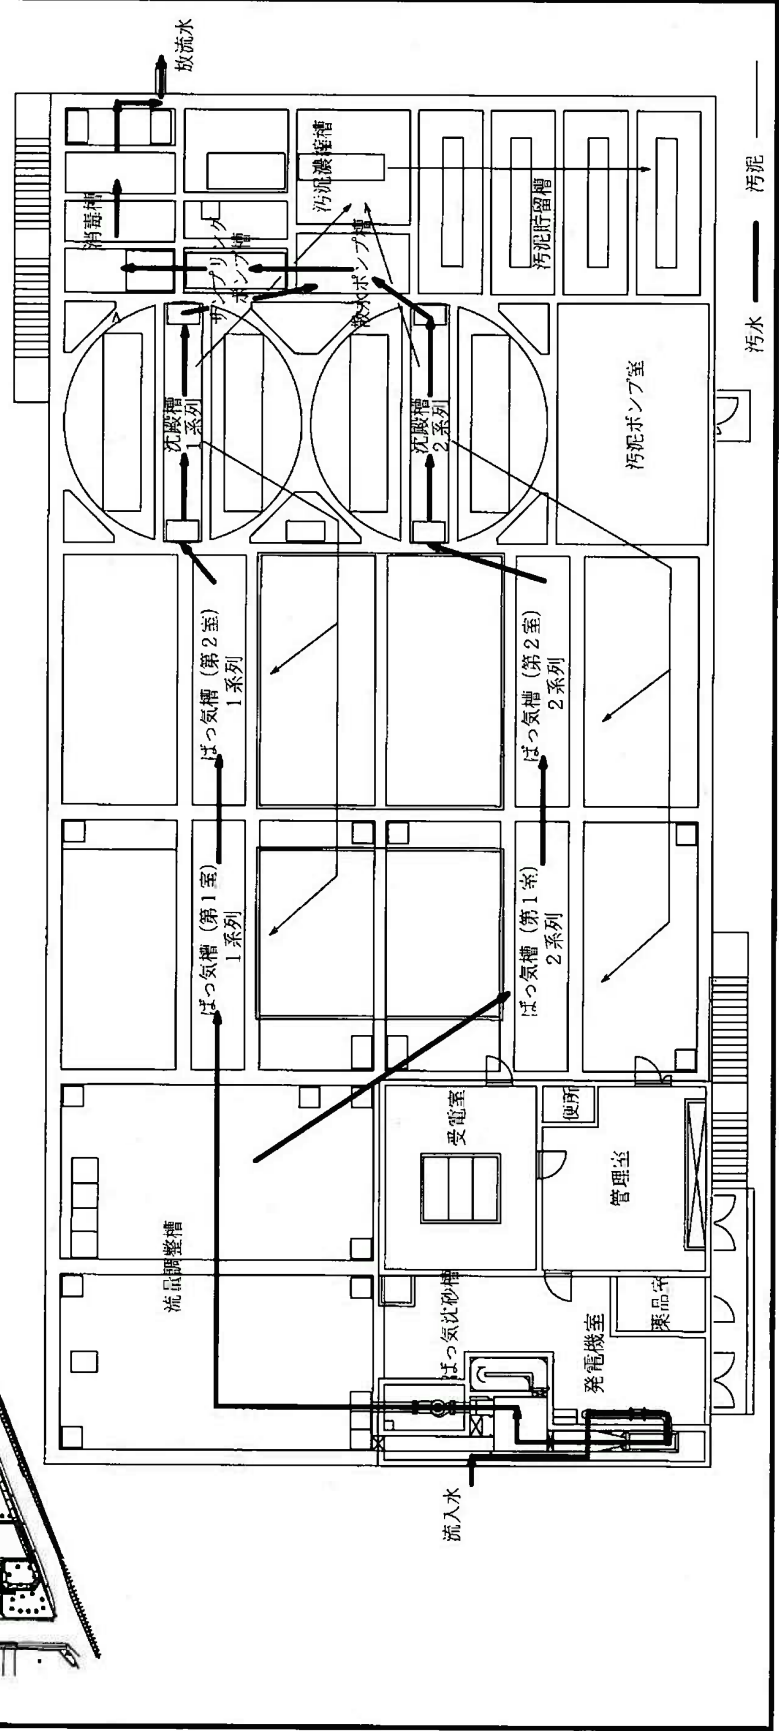 放流水
消毒槽
サンプリング
ポンプ槽
汚泥濃縮槽
散水ポンプ槽
汚泥貯留槽
沈殿槽
1系列
沈殿槽
2系列
汚泥ポンプ室
ばっ気槽(第2室)
1系列
ばっ気槽(第2室)
2系列
ばっ気槽(第1室)
1系列
ばっ気槽(第1室)
2系列
流量調整槽
受電室
便所
管理室
ばっ気沈砂槽
発電機室
薬品室
流入水
汚水
汚泥